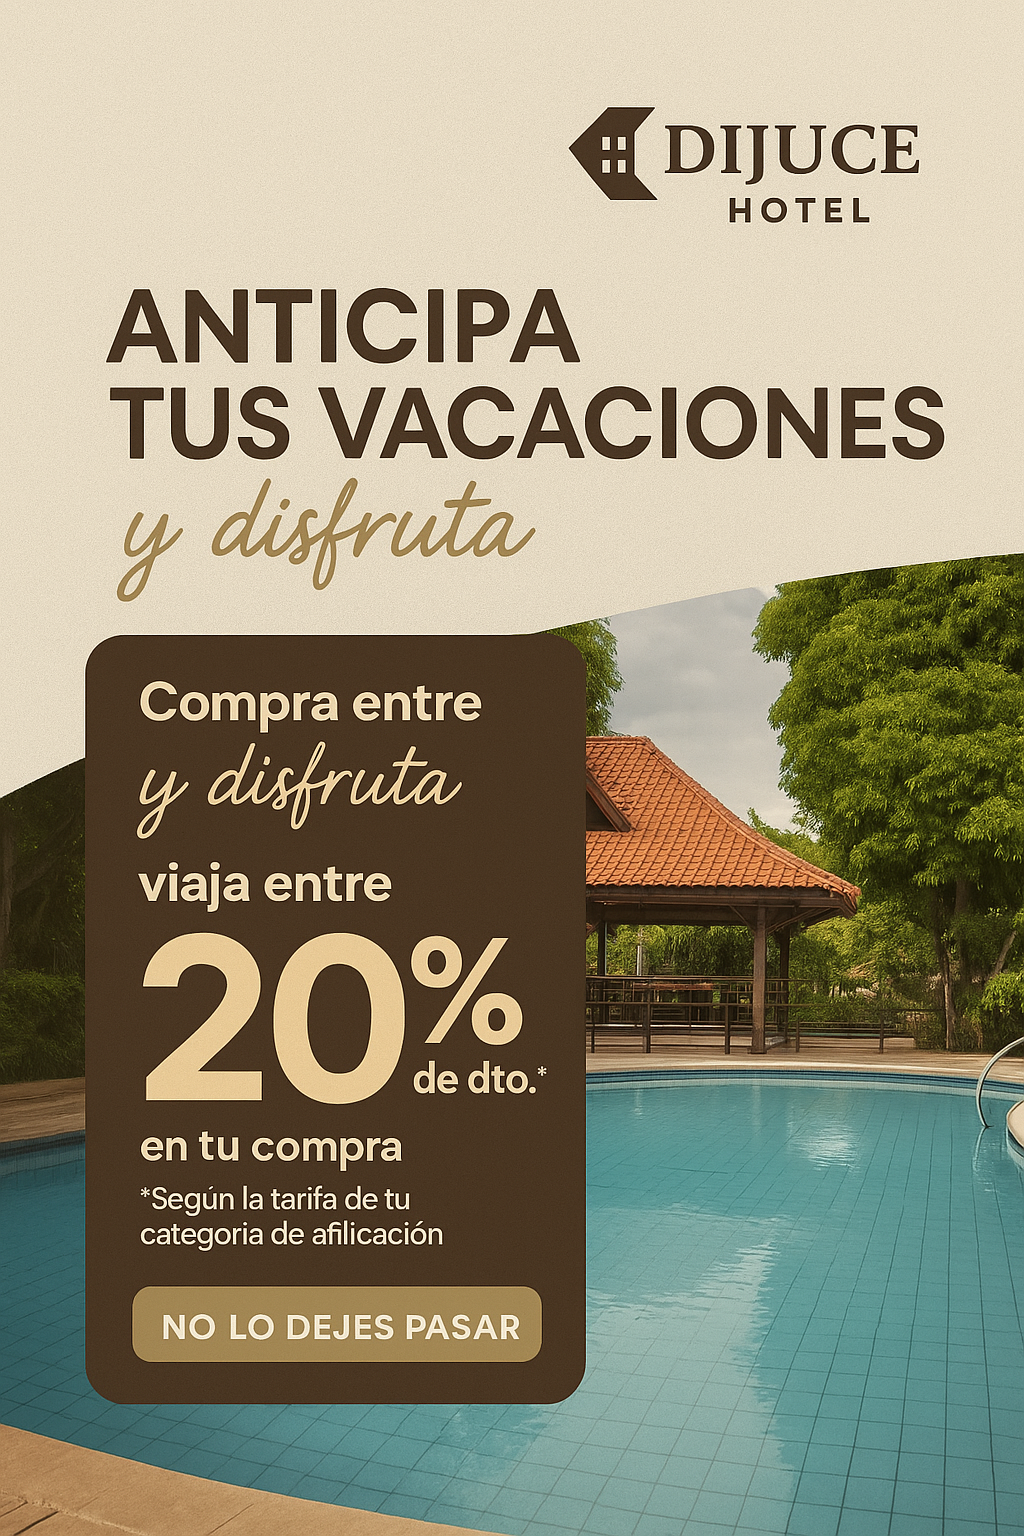 DIJUCE
HOTEL
ANTICIPA
TUS VACACIONES
y disfruta
Compra entre
y disfruta
viaja entre
20%
de dto.*
en tu compra
*Según la tarifa de tu
categoria de afilicación
NO LO DEJES PASAR